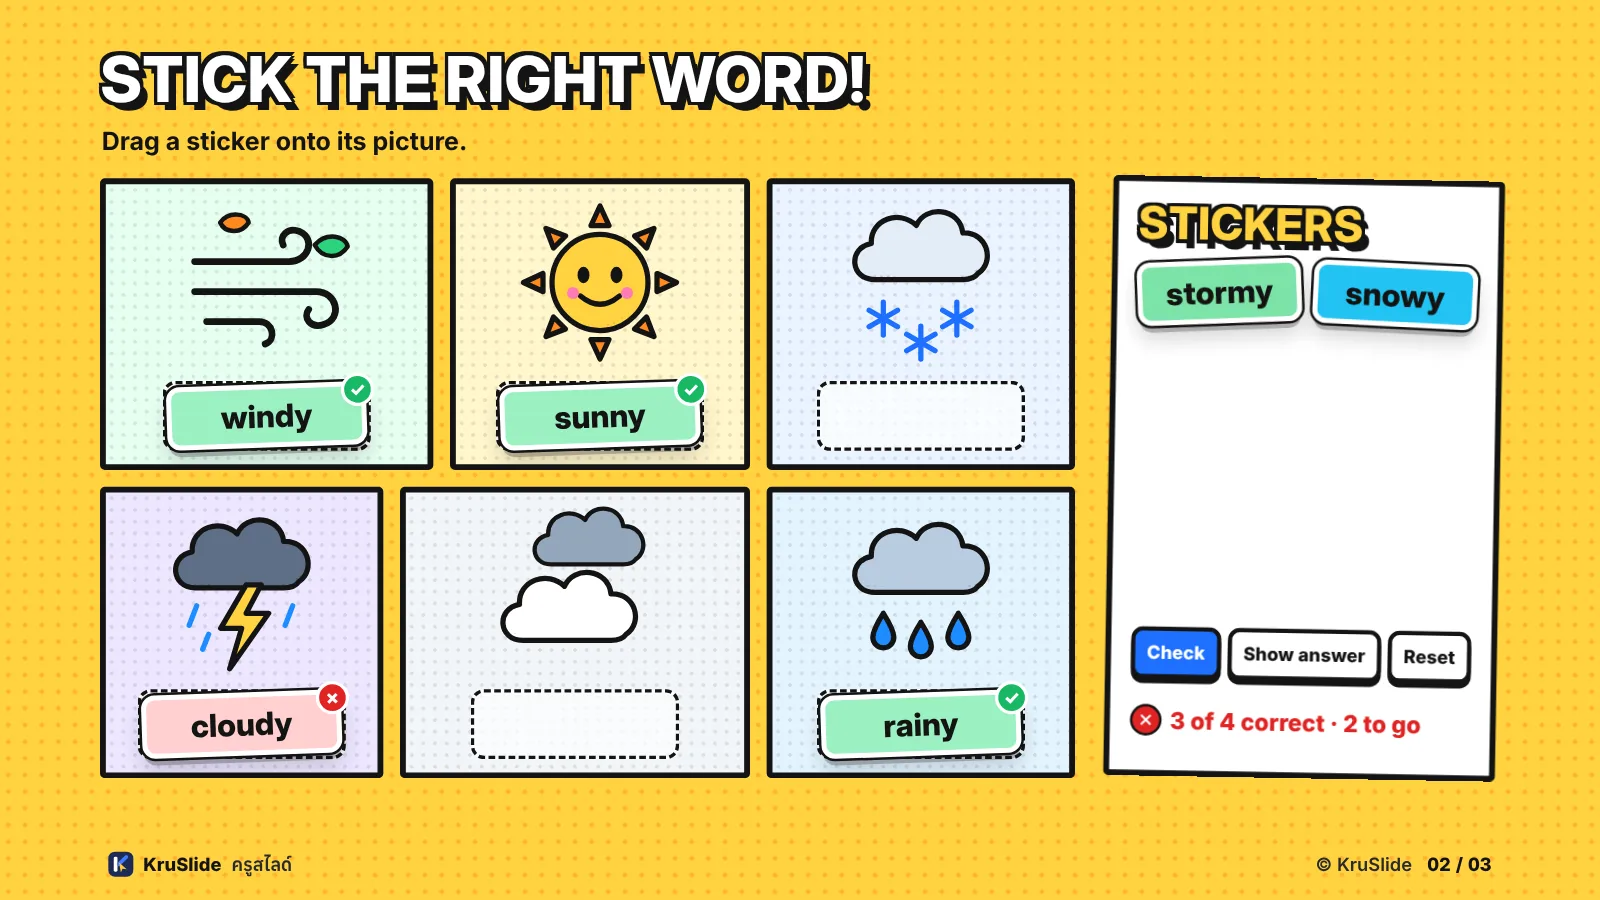 STICK THE RIGHT WORD!
Drag a sticker onto its picture.
windy
sunny
cloudy
rainy
STICKERS
stormy
snowy
Check
Show answer
Reset
3 of 4 correct · 2 to go
KruSlide ครูสไลด์
© KruSlide 02 / 03